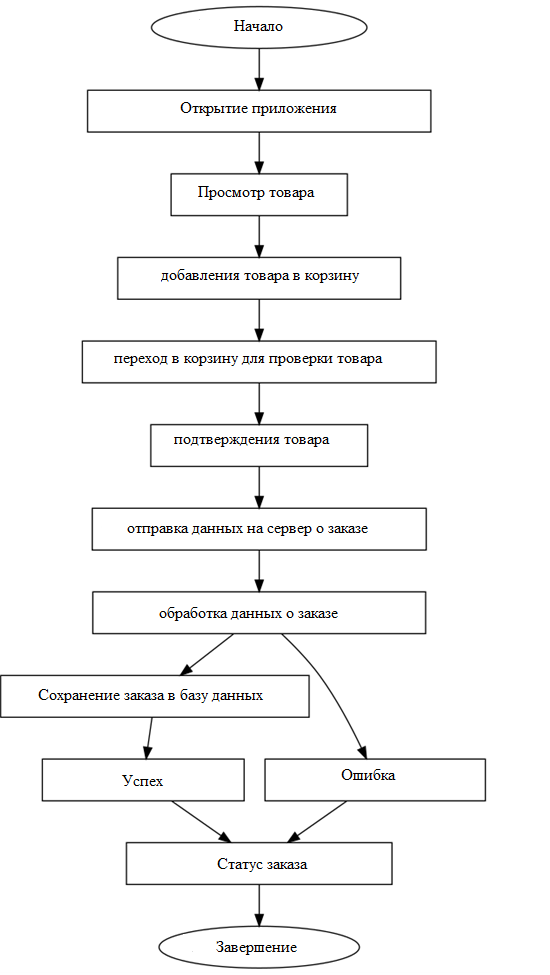 Начало
Открытие приложения
Просмотр товара
добавления товара в корзину
переход в корзину для проверки товара
подтверждения товара
отправка данных на сервер о заказе
обработка данных о заказе
Сохранение заказа в базу данных
Успех
Ошибка
Статус заказа
Завершение